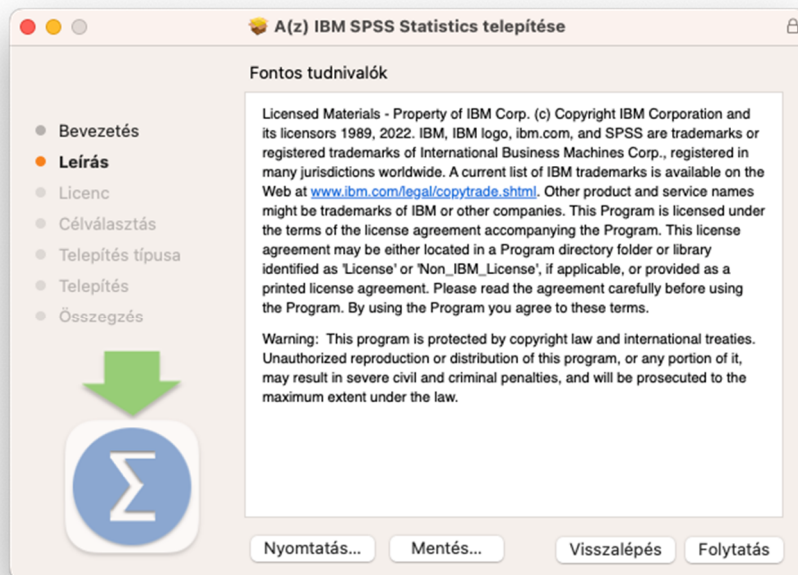 A(z) IBM SPSS Statistics telepítése
Fontos tudnivalók
Bevezetés
Leírás
Licenc
Célválasztás
Telepítés típusa
Telepítés
Összegzés
Licensed Materials - Property of IBM Corp. (c) Copyright IBM Corporation and
its licensors 1989, 2022. IBM, IBM logo, ibm.com, and SPSS are trademarks or
registered trademarks of International Business Machines Corp., registered in
many jurisdictions worldwide. A current list of IBM trademarks is available on the
Web at www.ibm.com/legal/copytrade.shtml. Other product and service names
might be trademarks of IBM or other companies. This Program is licensed under
the terms of the license agreement accompanying the Program. This license
agreement may be either located in a Program directory folder or library
identified as 'License' or 'Non_IBM_License', if applicable, or provided as a
printed license agreement. Please read the agreement carefully before using
the Program. By using the Program you agree to these terms.
Warning: This program is protected by copyright law and international treaties.
Unauthorized reproduction or distribution of this program, or any portion of it,
may result in severe civil and criminal penalties, and will be prosecuted to the
maximum extent under the law.
Σ
Nyomtatás... Mentés... Visszalépés Folytatás